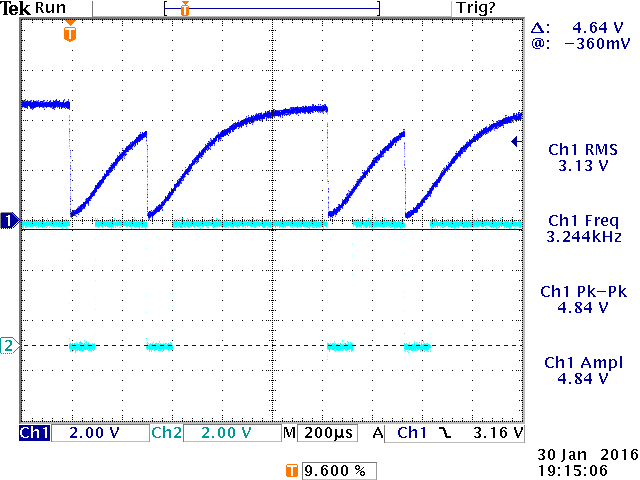 Tek Run Trig?
T
T
Δ: 4.64 V
@: −360mV
Ch1 RMS
3.13 V
1
Ch1 Freq
3.244kHz
Ch1 Pk−Pk
4.84 V
2
Ch1 Ampl
4.84 V
Ch1 2.00 V Ch2 2.00 V M 200µs A Ch1 3.16 V
T 9.600 %
30 Jan 2016
19:15:06